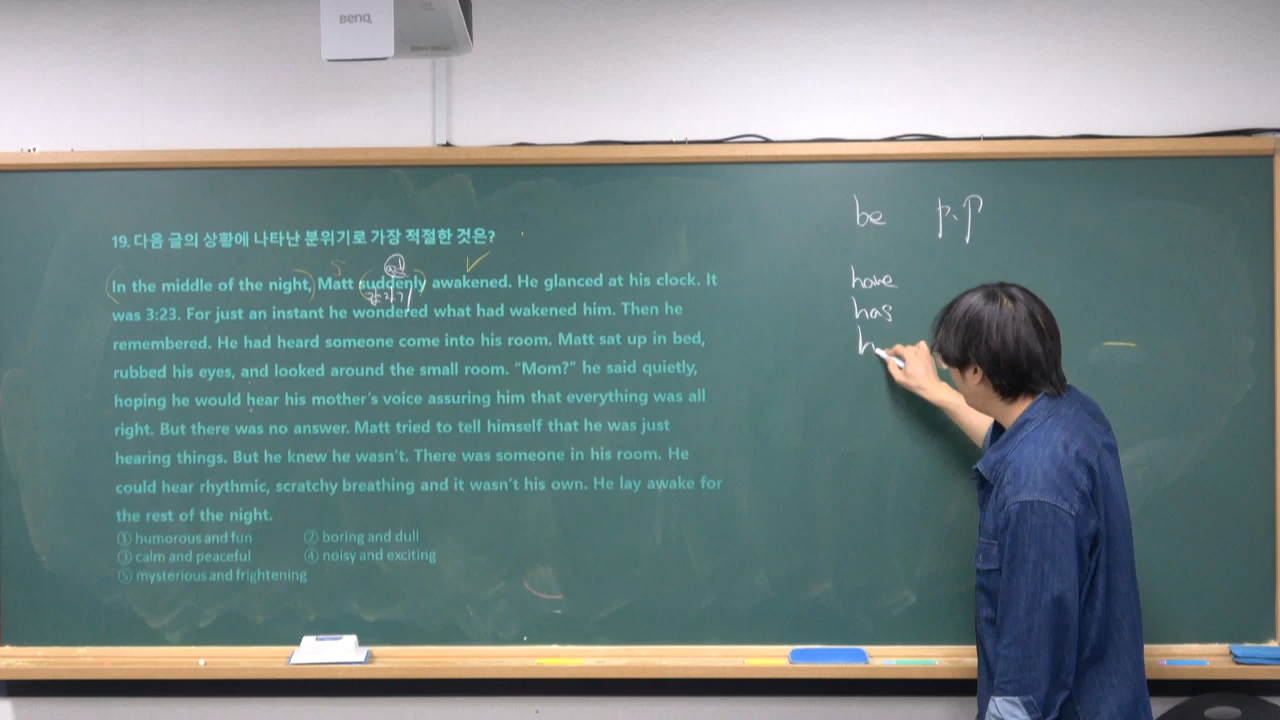 BenQ
19. 다음 글의 상황에 나타난 분위기로 가장 적절한 것은?
In the middle of the night, Matt suddenly awakened. He glanced at his clock. It
was 3:23. For just an instant he wondered what had wakened him. Then he
remembered. He had heard someone come into his room. Matt sat up in bed,
rubbed his eyes, and looked around the small room. “Mom?” he said quietly,
hoping he would hear his mother’s voice assuring him that everything was all
right. But there was no answer. Matt tried to tell himself that he was just
hearing things. But he knew he wasn’t. There was someone in his room. He
could hear rhythmic, scratchy breathing and it wasn’t his own. He lay awake for
the rest of the night.
① humorous and fun ② boring and dull
③ calm and peaceful ④ noisy and exciting
⑤ mysterious and frightening
S
ad
be p.p
have
has
h